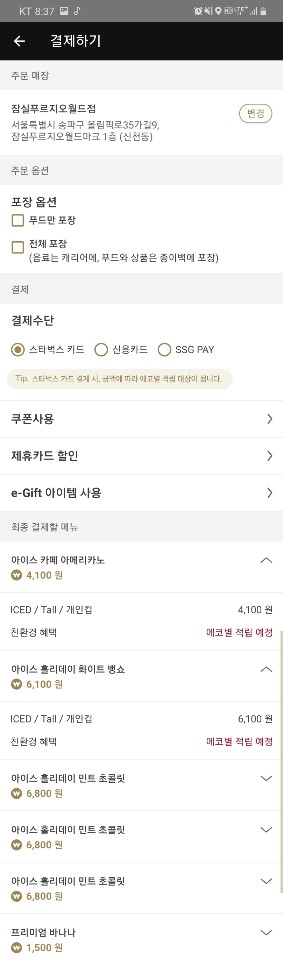 KT 8:37
결제하기
주문 매장
잠실푸르지오월드점
변경
서울특별시 송파구 올림픽로35가길9,
잠실푸르지오월드마크 1층 (신천동)
주문 옵션
포장 옵션
푸드만 포장
전체 포장
(음료는 캐리어에, 푸드와 상품은 종이백에 포장)
결제
결제수단
스타벅스 카드 신용카드 SSG PAY
Tip. 스타벅스 카드 결제 시, 금액에 따라 에코별 적립 대상이 됩니다.
쿠폰사용
제휴카드 할인
e-Gift 아이템 사용
최종 결제할 메뉴
아이스 카페 아메리카노
4,100 원
ICED / Tall / 개인컵 4,100 원
친환경 혜택 에코별 적립 예정
아이스 홀리데이 화이트 뱅쇼
6,100 원
ICED / Tall / 개인컵 6,100 원
친환경 혜택 에코별 적립 예정
아이스 홀리데이 민트 초콜릿
6,800 원
아이스 홀리데이 민트 초콜릿
6,800 원
아이스 홀리데이 민트 초콜릿
6,800 원
프리미엄 바나나
1,500 원